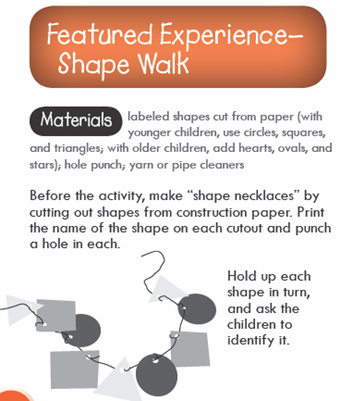 Featured Experience–
Shape Walk
Materials labeled shapes cut from paper (with
younger children, use circles, squares,
and triangles; with older children, add hearts, ovals, and
stars); hole punch; yarn or pipe cleaners
Before the activity, make “shape necklaces” by
cutting out shapes from construction paper. Print
the name of the shape on each cutout and punch
a hole in each.
Hold up each
shape in turn,
and ask the
children to
identify it.